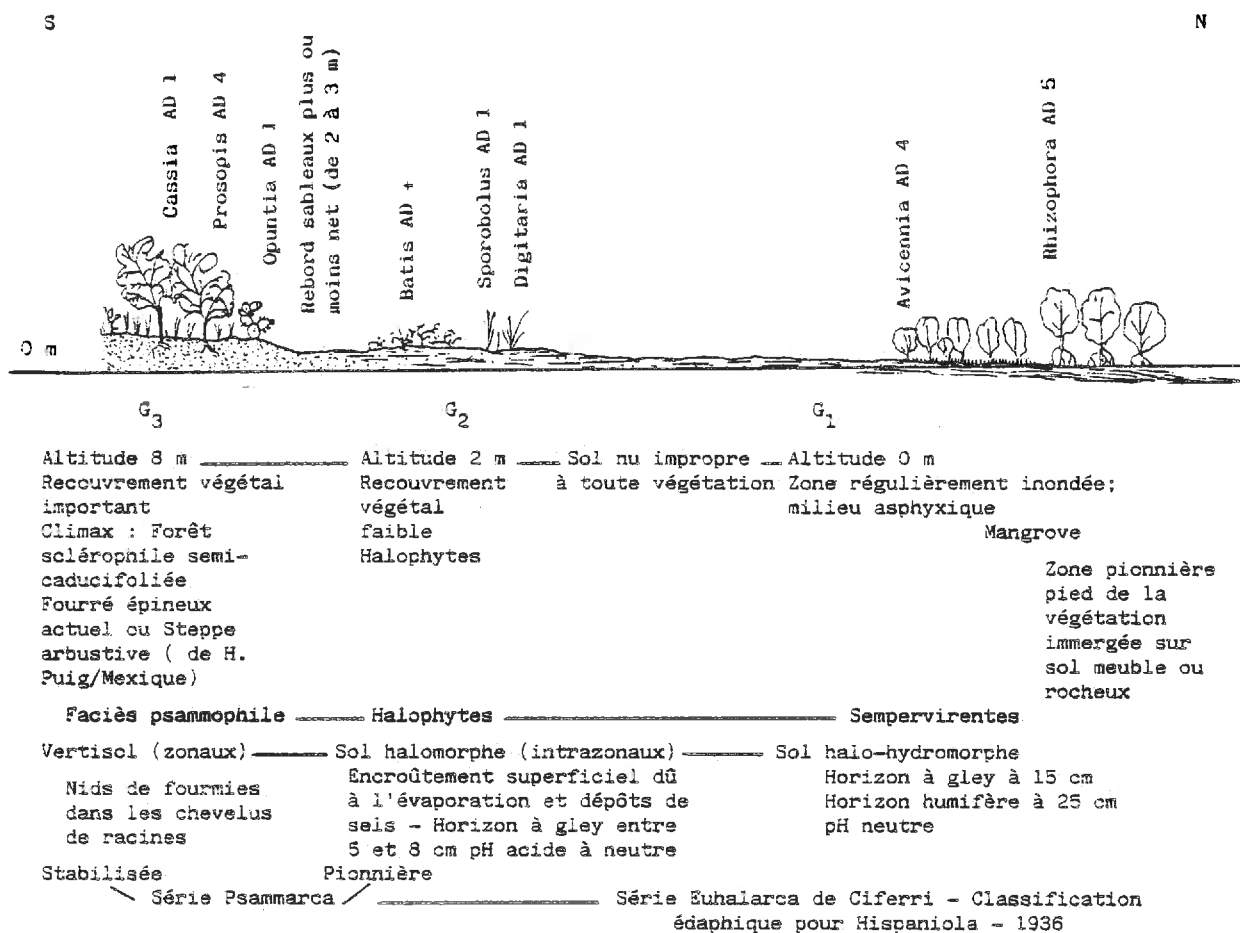 S
N
Cassia AD 1
Prosopis AD 4
Opuntia AD 1
Rebord sableaux plus ou
moins net (de 2 à 3 m)
Batis AD +
Sporobolus AD 1
Digitaria AD 1
Avicennia AD 4
Rhizophora AD 5
0 m
G3
G2
G1
Altitude 8 m
Recouvrement végétal
important
Climax : Forêt
sclérophile semi-
caducifoliée
Fourré épineux
actuel ou Steppe
arbustive ( de H.
Puig/Mexique)
Altitude 2 m
Recouvrement
végétal
faible
Halophytes
Sol nu impropre
à toute végétation
Altitude 0 m
Zone régulièrement inondée;
milieu asphyxique
Mangrove
Zone pionnière
pied de la
végétation
immergée sur
sol meuble ou
rocheux
Faciès psammophile
Halophytes
Sempervirentes
Vertisol (zonaux)
Nids de fourmies
dans les chevelus
de racines
Sol halomorphe (intrazonaux)
Encroûtement superficiel dû
à l'évaporation et dépôts de
sels - Horizon à gley entre
5 et 8 cm pH acide à neutre
Sol halo-hydromorphe
Horizon à gley à 15 cm
Horizon humifère à 25 cm
pH neutre
Stabilisée
Pionnière
Série Psammarca
Série Euhalarca de Ciferri - Classification
édaphique pour Hispaniola - 1936